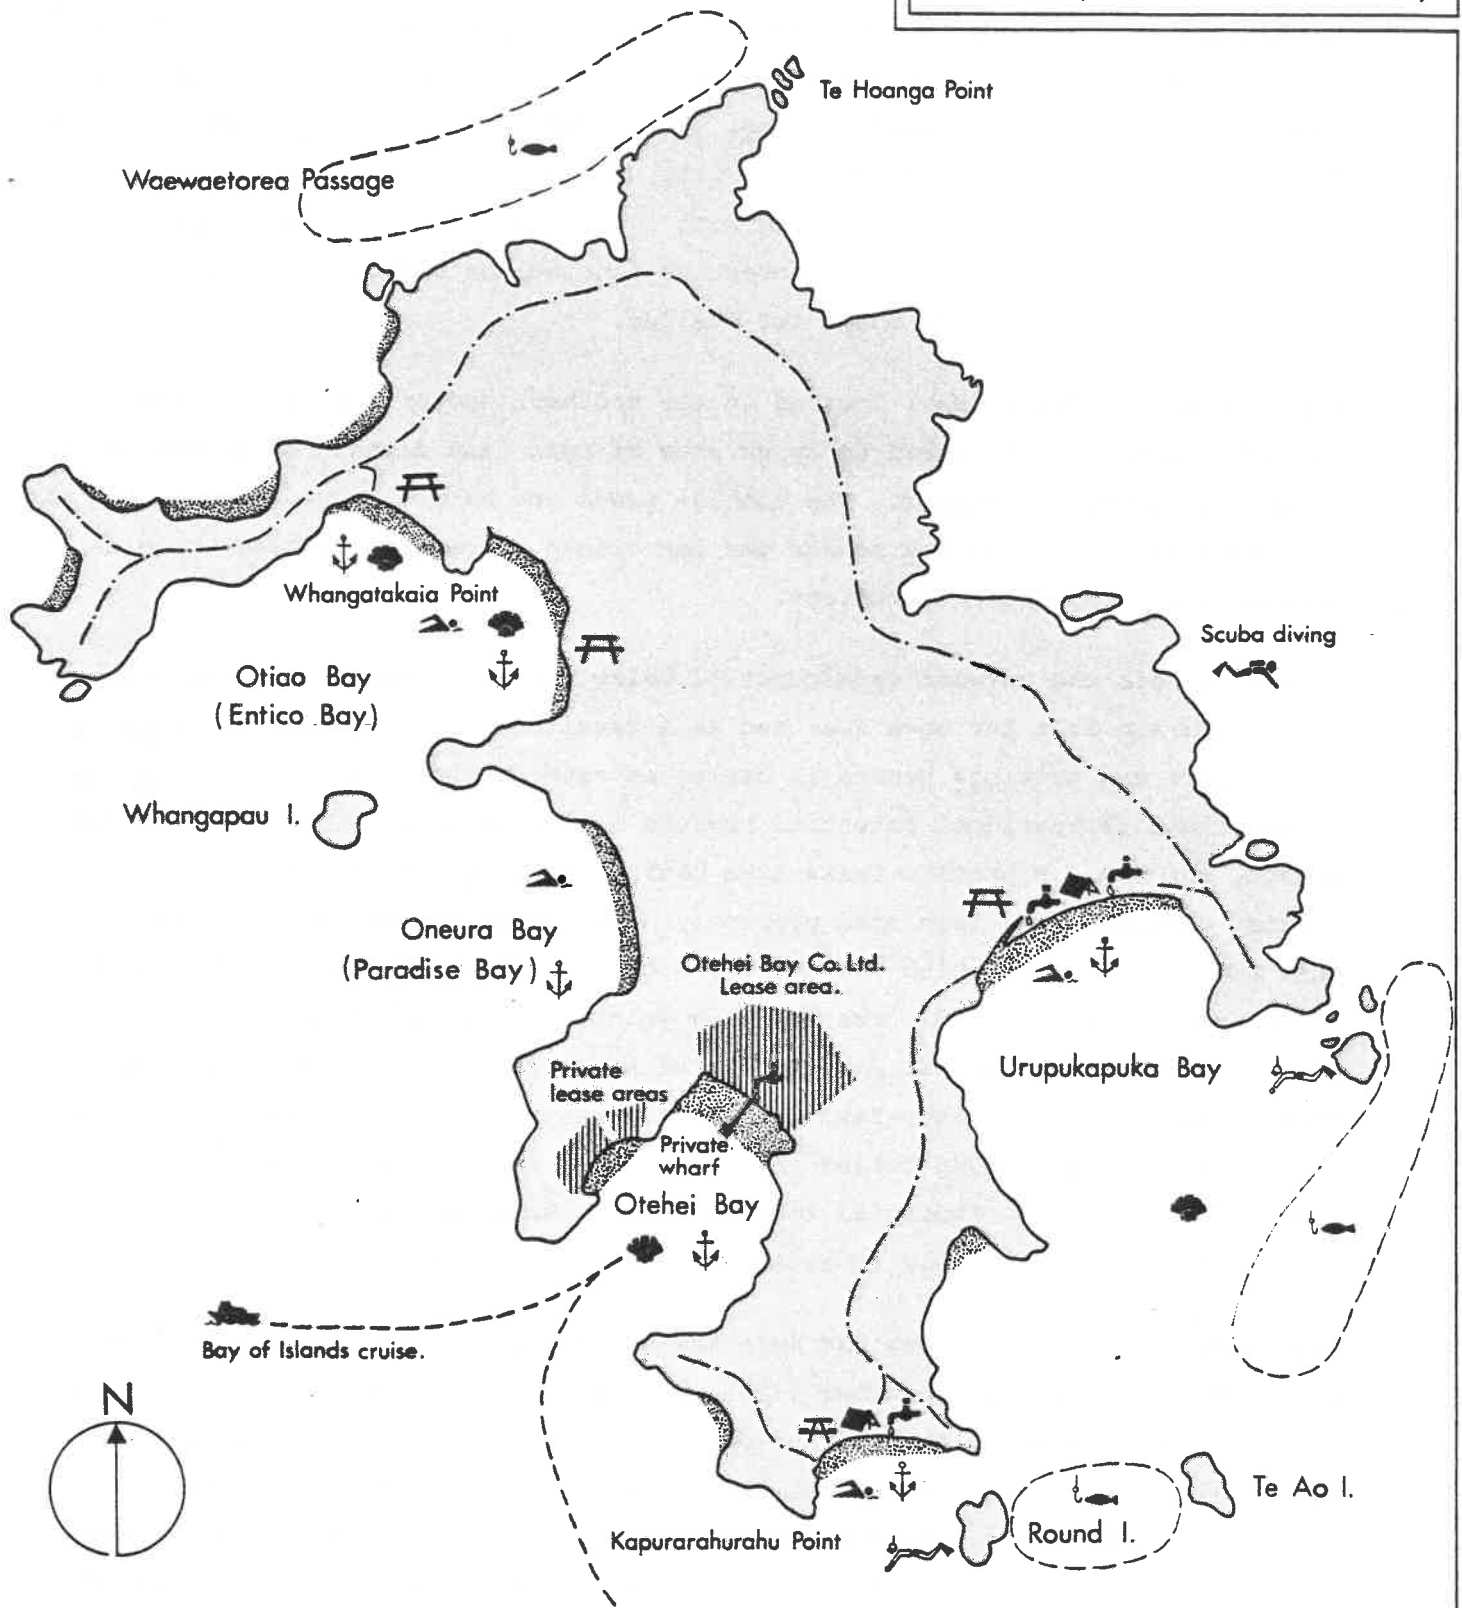 Te Hoanga Point
Waewaetorea Passage
Whangatakaia Point
Scuba diving
Otiao Bay
(Entico Bay)
Whangapau I.
Oneura Bay
(Paradise Bay)
Otehei Bay Co. Ltd.
Lease area.
Private
lease areas
Urupukapuka Bay
Private
wharf
Otehei Bay
Bay of Islands cruise.
N
Te Ao I.
Round I.
Kapurarahurahu Point